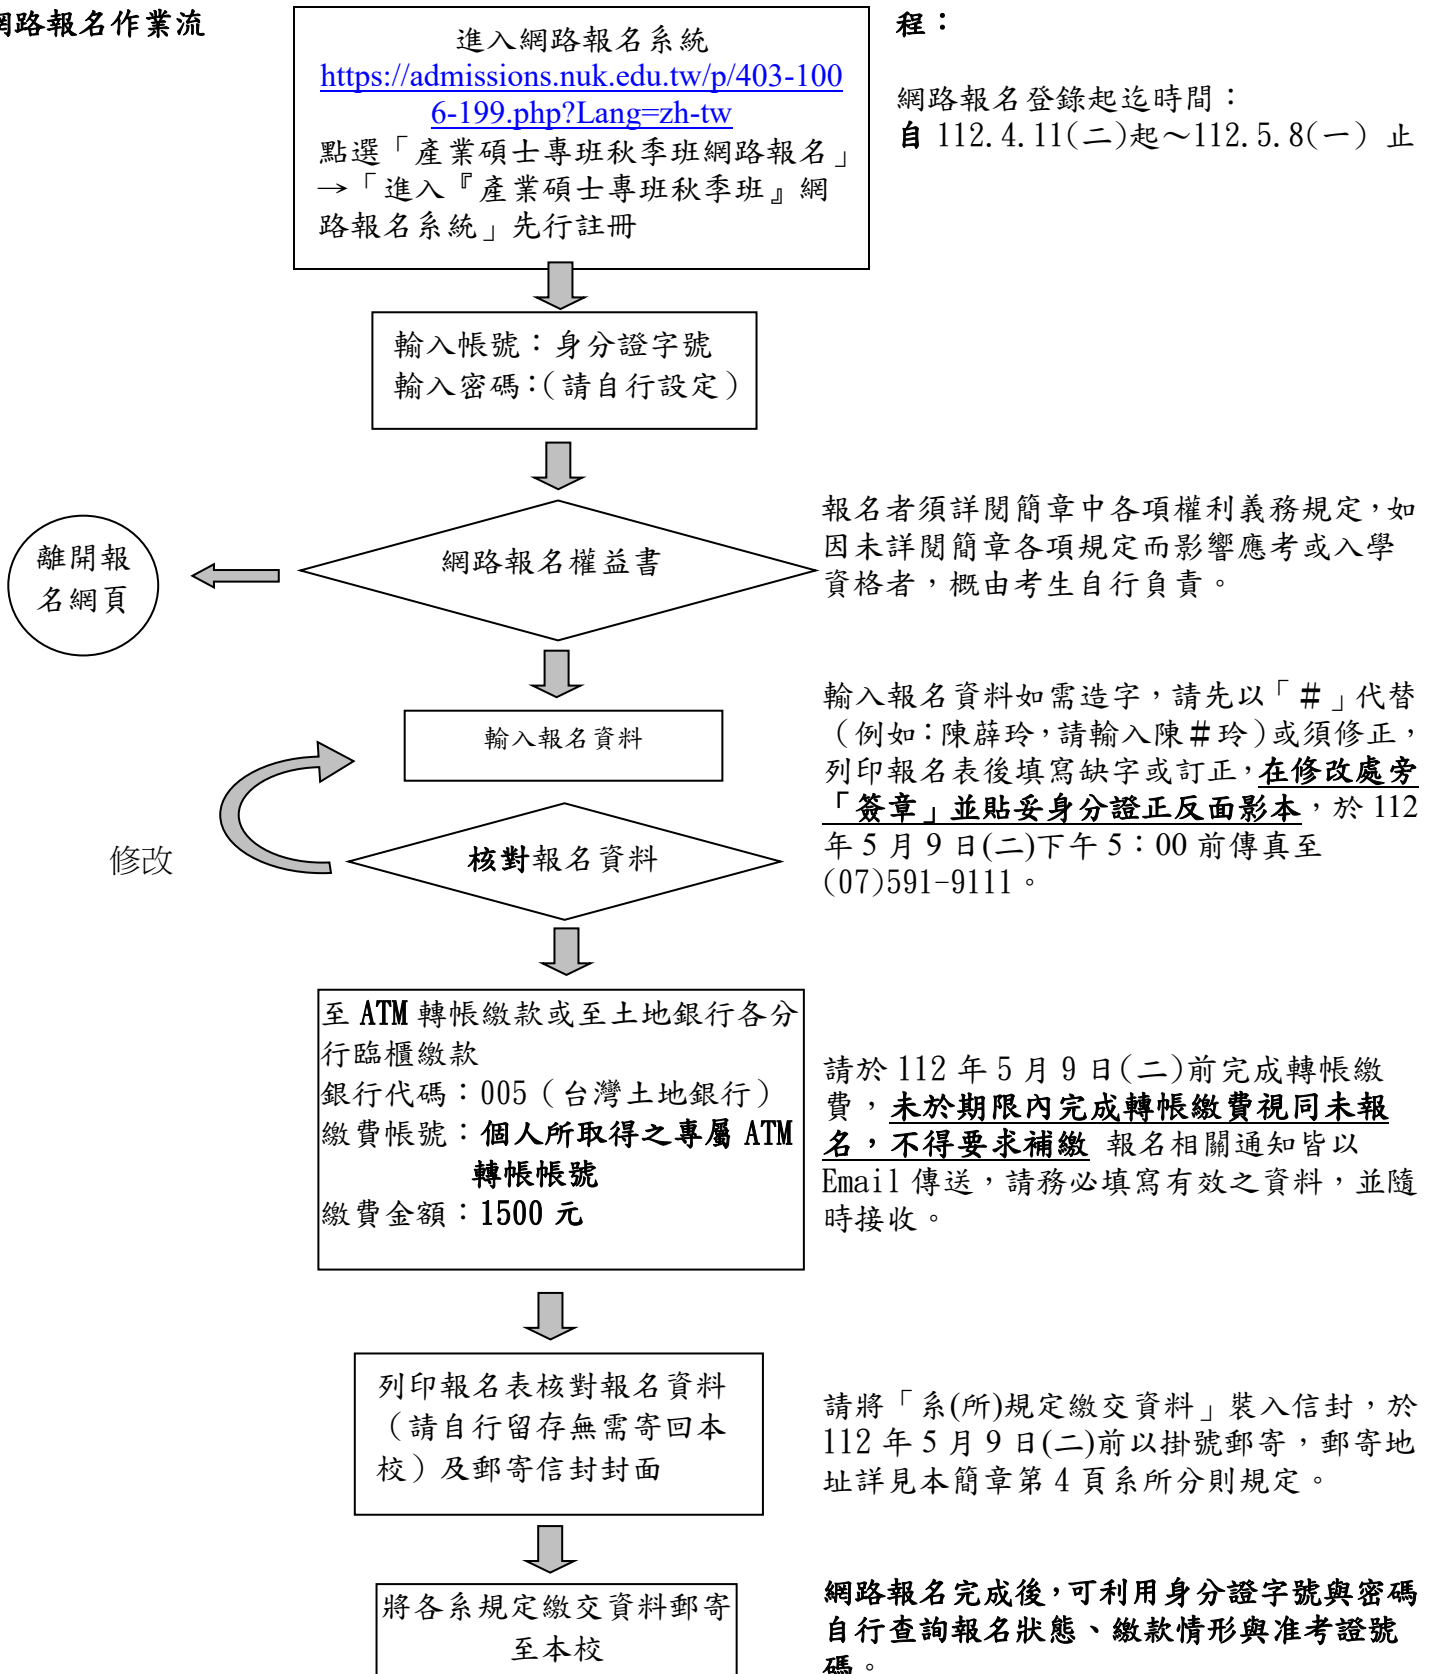 網路報名作業流程：
進入網路報名系統
https://admissions.nuk.edu.tw/p/403-100
6-199.php?Lang=zh-tw
點選「產業碩士專班秋季班網路報名」
→「進入『產業碩士專班秋季班』網
路報名系統」先行註冊
網路報名登錄起迄時間：
自 112.4.11(二)起～112.5.8(一) 止
輸入帳號：身分證字號
輸入密碼：（請自行設定）
網路報名權益書
離開報
名網頁
報名者須詳閱簡章中各項權利義務規定，如
因未詳閱簡章各項規定而影響應考或入學
資格者，概由考生自行負責。
輸入報名資料
修改
核對報名資料
輸入報名資料如需造字，請先以「＃」代替
（例如：陳薜玲，請輸入陳＃玲）或須修正，
列印報名表後填寫缺字或訂正，在修改處旁
「簽章」並貼妥身分證正反面影本，於 112
年 5 月 9 日(二)下午 5：00 前傳真至
(07)591-9111。
至 ATM 轉帳繳款或至土地銀行各分
行臨櫃繳款
銀行代碼：005（台灣土地銀行）
繳費帳號：個人所取得之專屬 ATM
轉帳帳號
繳費金額：1500 元
請於 112 年 5 月 9 日(二)前完成轉帳繳
費，未於期限內完成轉帳繳費視同未報
名，不得要求補繳 報名相關通知皆以
Email 傳送，請務必填寫有效之資料，並隨
時接收。
列印報名表核對報名資料
（請自行留存無需寄回本
校）及郵寄信封封面
請將「系(所)規定繳交資料」裝入信封，於
112 年 5 月 9 日(二)前以掛號郵寄，郵寄地
址詳見本簡章第 4 頁系所分則規定。
將各系規定繳交資料郵寄
至本校
網路報名完成後，可利用身分證字號與密碼
自行查詢報名狀態、繳款情形與准考證號
碼。